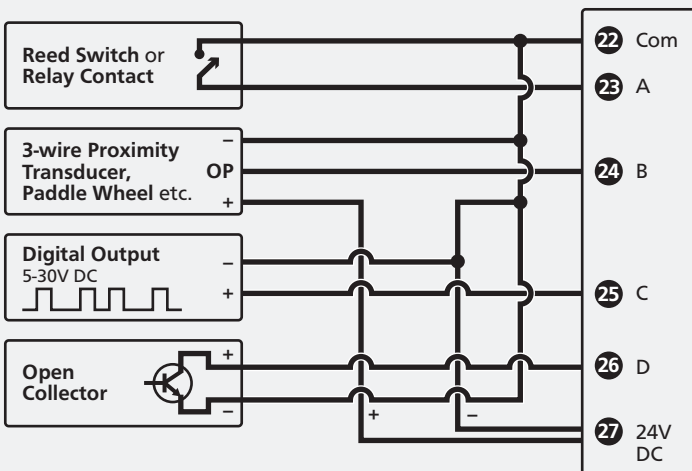 Reed Switch or
Relay Contact
22 Com
23 A
3-wire Proximity
Transducer,
Paddle Wheel etc.
–
OP
+
24 B
Digital Output
5-30V DC
–
+
25 C
Open
Collector
+
–
26 D
+
–
27 24V
DC